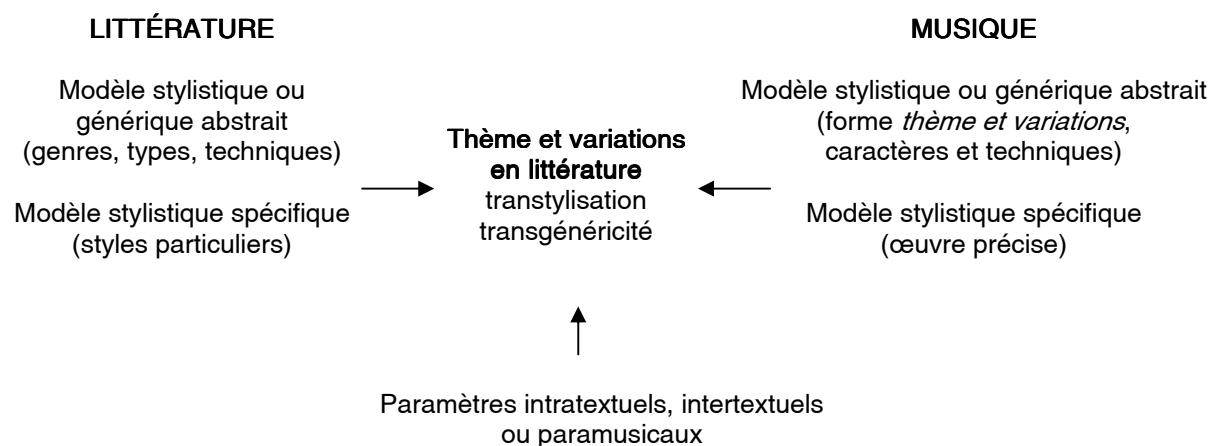 LITTÉRATURE
Modèle stylistique ou
générique abstrait
(genres, types, techniques)
Modèle stylistique spécifique
(styles particuliers)
Thème et variations
en littérature
transtylisation
transgénéricité
MUSIQUE
Modèle stylistique ou générique abstrait
(forme thème et variations,
caractères et techniques)
Modèle stylistique spécifique
(œuvre précise)
Paramètres intratextuels, intertextuels
ou paramusicaux